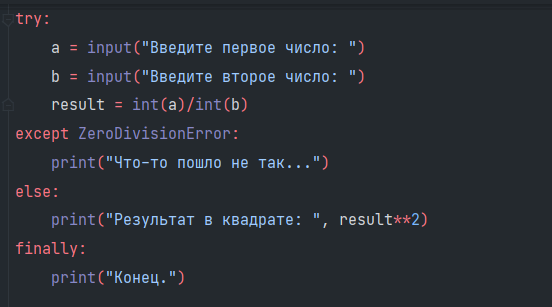 try:
    a = input("Введите первое число: ")
    b = input("Введите второе число: ")
    result = int(a)/int(b)
except ZeroDivisionError:
    print("Что-то пошло не так...")
else:
    print("Результат в квадрате: ", result**2)
finally:
    print("Конец.")